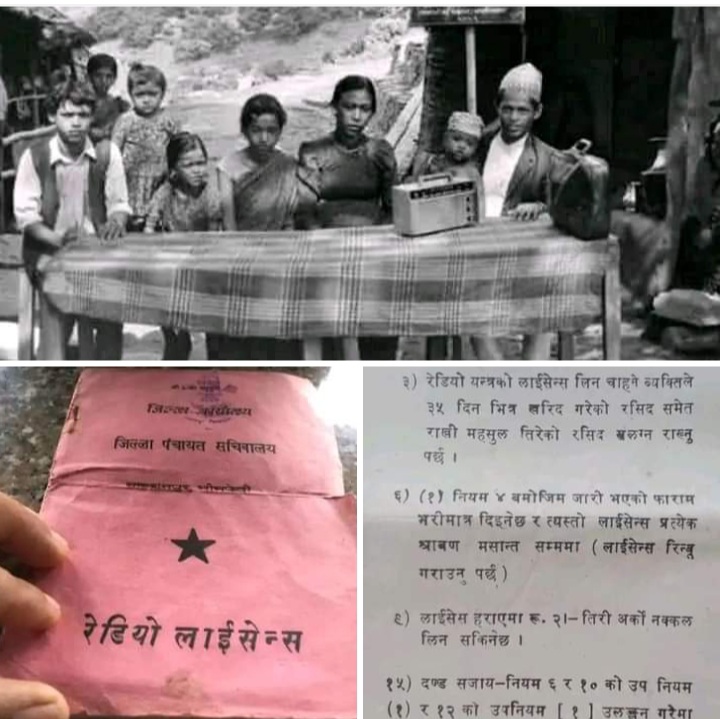 जिल्ला पंचायत सचिवालय
रेडियो लाईसेन्स
३) रेडियो यन्त्रको लाईसेन्स लिन चाहने व्यक्तिले
३५ दिन भित्र खरिद गरेको रसिद समेत
राखी महसुल तिरेको रसिद संलग्न राख्नु
पर्छ ।
६) (१) नियम ४ बमोजिम जारी भएको फाराम
भरीमात्र दिइनेछ र त्यस्तो लाईसेन्स प्रत्येक
श्रावण मसान्त सम्ममा (लाईसेन्स रिन्यू
गराउनु पर्छ)
९) लाईसेस हराएमा रू. २।– तिरी अर्को नक्कल
लिन सकिनेछ ।
१५) दण्ड सजाय–नियम ६ र १० को उप नियम
(१) र १२ को उपनियम [१] उलङ्घन गरेमा